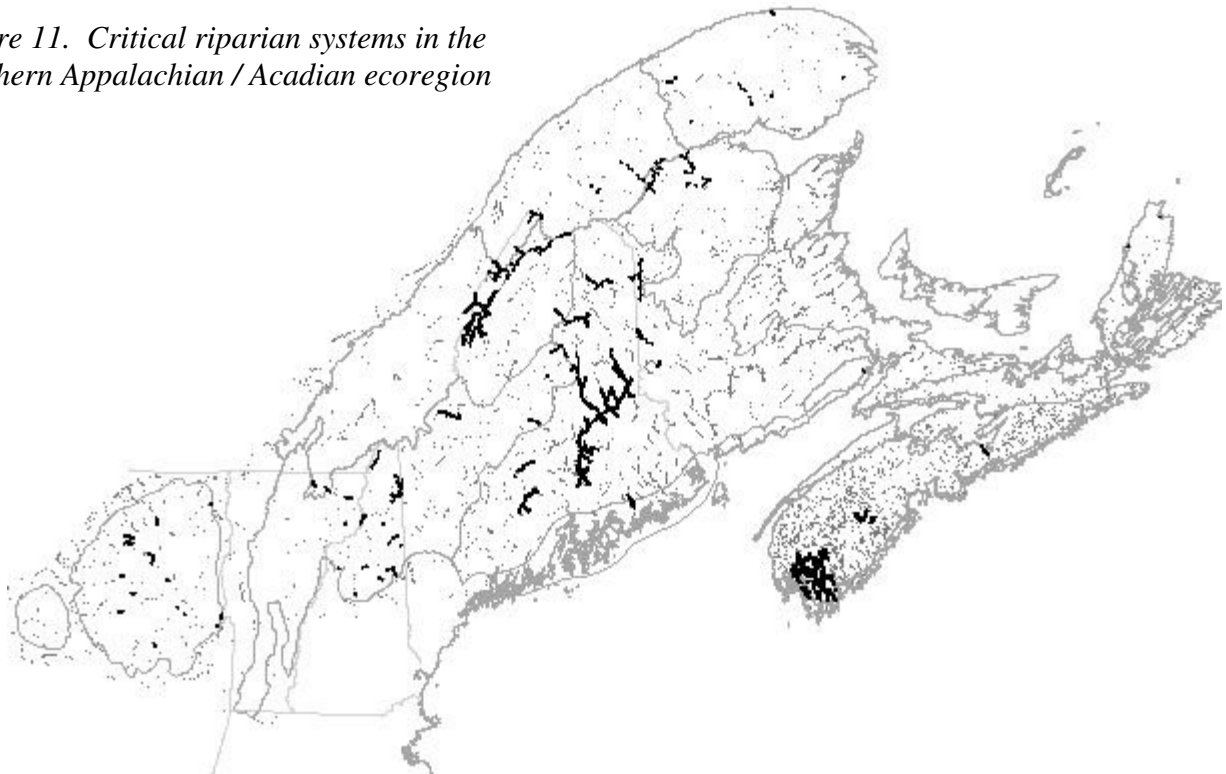 re 11. Critical riparian systems in the
hern Appalachian / Acadian ecoregion